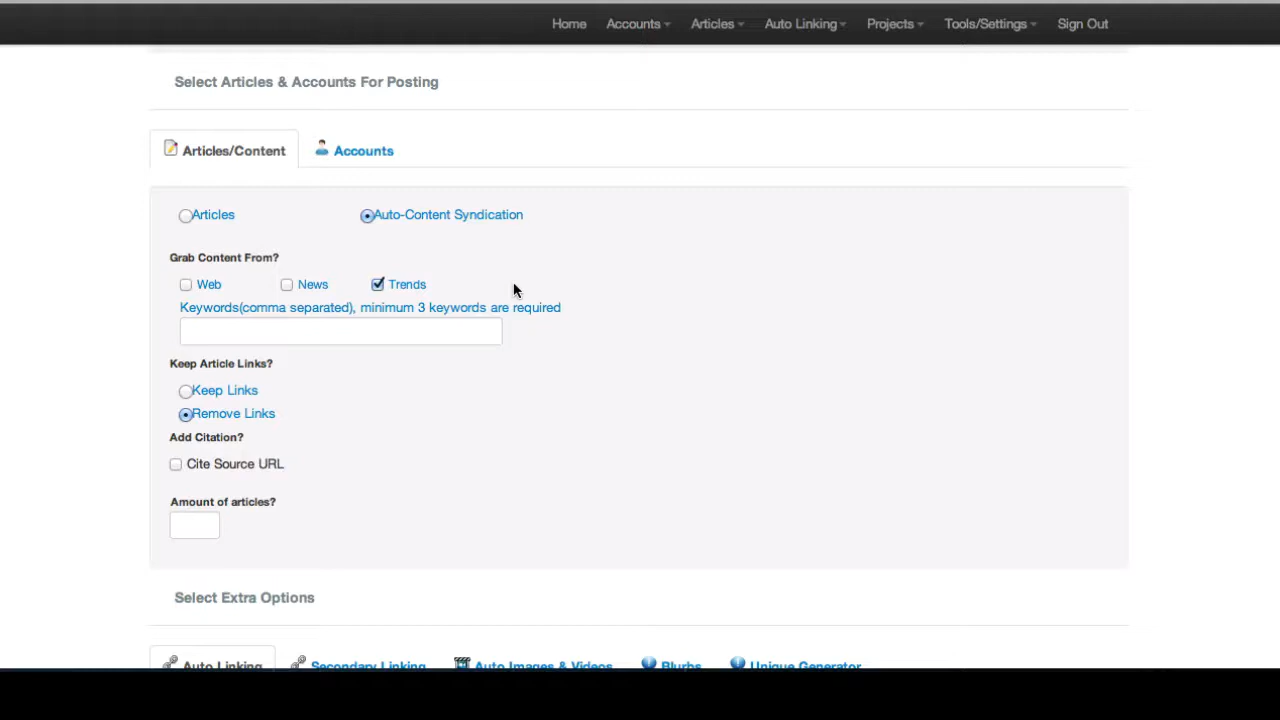 Home Accounts Articles Auto Linking Projects Tools/Settings Sign Out
Select Articles & Accounts For Posting
Articles/Content Accounts
Articles Auto-Content Syndication
Grab Content From?
Web News Trends
Keywords(comma separated), minimum 3 keywords are required
Keep Article Links?
Keep Links
Remove Links
Add Citation?
Cite Source URL
Amount of articles?
Select Extra Options
Auto Linking Secondary Linking Auto Images & Videos Blurbs Unique Generator